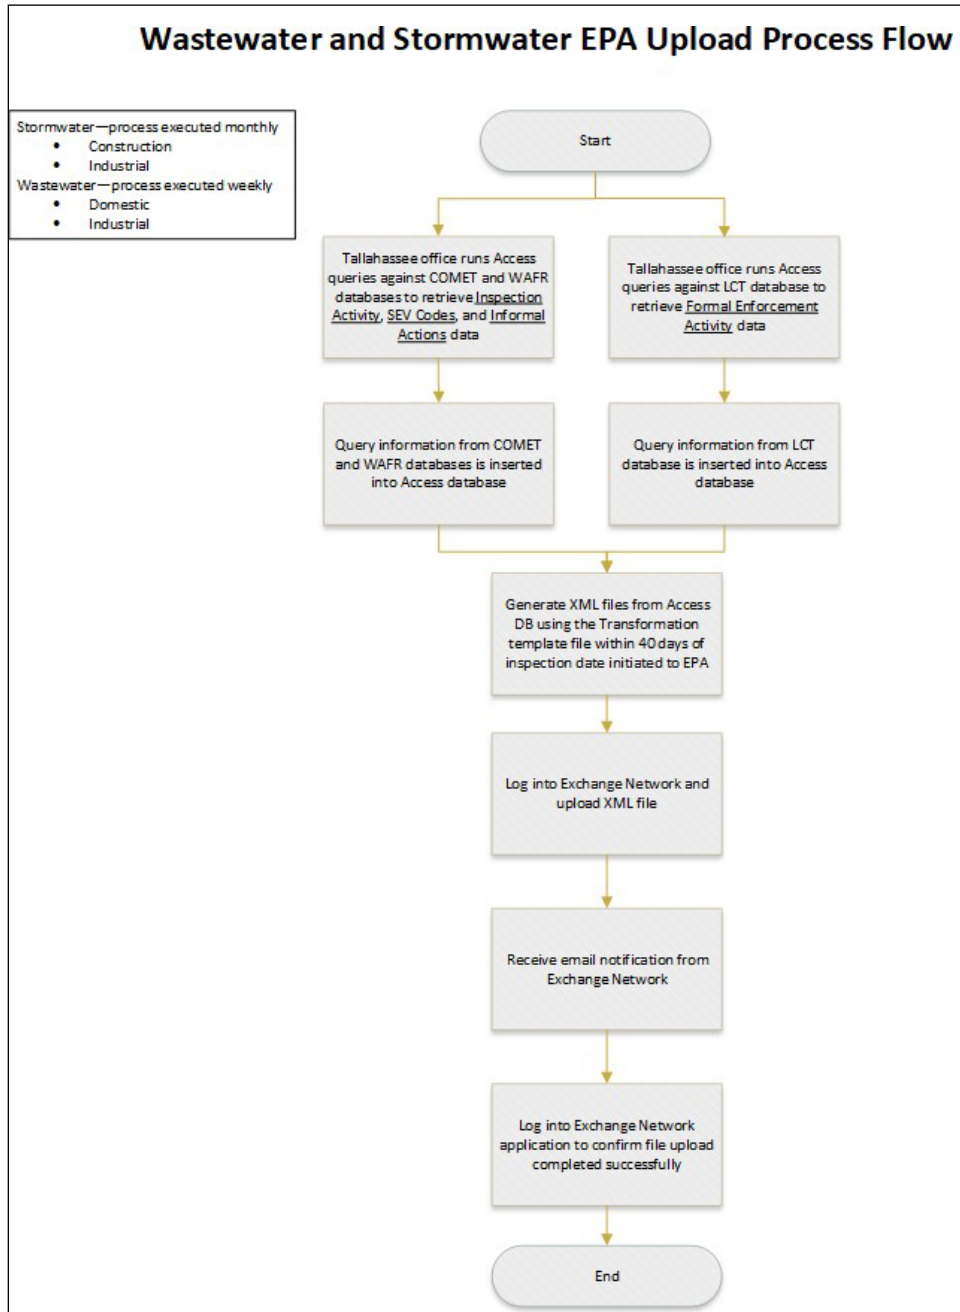 Wastewater and Stormwater EPA Upload Process Flow
Stormwater—process executed monthly
• Construction
• Industrial
Wastewater—process executed weekly
• Domestic
• Industrial
Start
Tallahassee office runs Access
queries against COMET and WAFR
databases to retrieve Inspection
Activity, SEV Codes, and Informal
Actions data
Tallahassee office runs Access
queries against LCT database to
retrieve Formal Enforcement
Activity data
Query information from COMET
and WAFR databases is inserted
into Access database
Query information from LCT
database is inserted into Access
database
Generate XML files from Access
DB using the Transformation
template file within 40 days of
inspection date initiated to EPA
Log into Exchange Network and
upload XML file
Receive email notification from
Exchange Network
Log into Exchange Network
application to confirm file upload
completed successfully
End